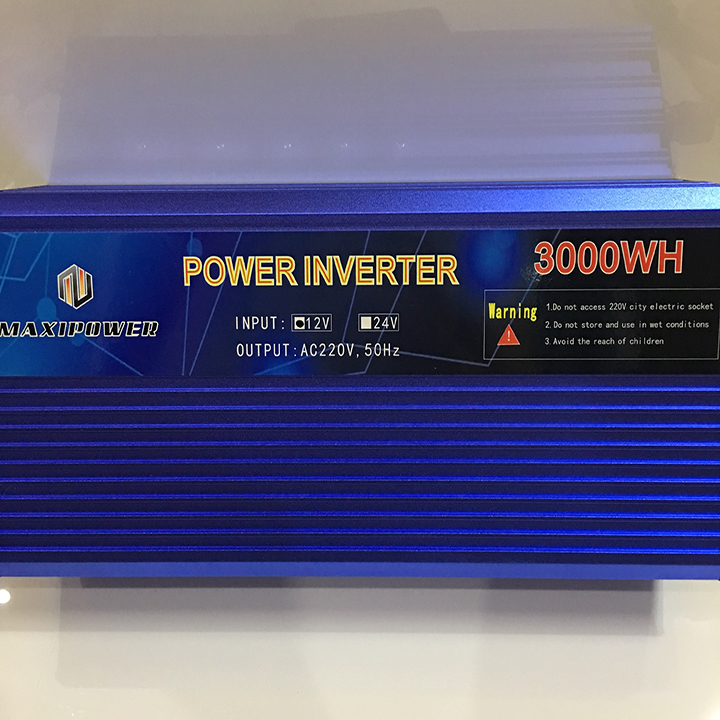 POWER INVERTER
3000WH
MAXIPOWER
INPUT: 12V 24V
OUTPUT:AC220V, 50Hz
Warning
1.Do not access 220V city electric socket
2. Do not store and use in wet conditions
3. Avoid the reach of children